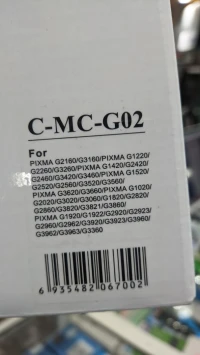 C-MC-G02
For
PIXMA G2160/G3160/PIXMA G1220/
G2260/G3260/PIXMA G1420/G2420/
G2460/G3420/G3460/PIXMA G1520/
G2520/G2560/G3520/G3560/
PIXMA G3620/G3660/PIXMA G1020/
G2020/G3020/G3060/G1820/G2820/
G2860/G3820/G3821/G3860/
PIXMA G1920/G1922/G2920/G2923/
G2960/G2962/G3920/G3923/G3960/
G3962/G3963/G3360
6 935482 067002